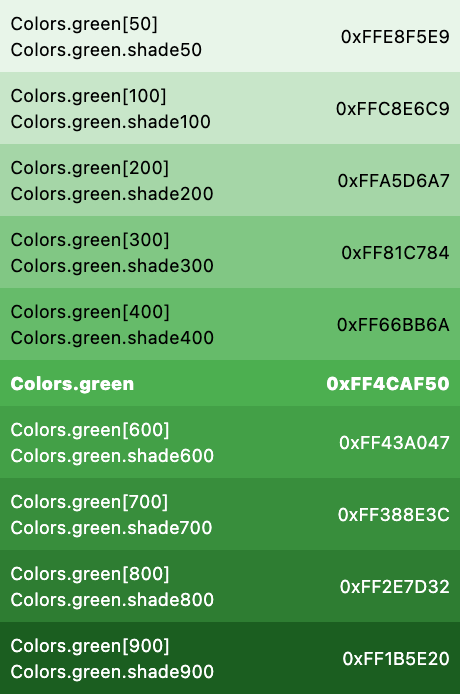 Colors.green[50]
Colors.green.shade50
0xFFE8F5E9
Colors.green[100]
Colors.green.shade100
0xFFC8E6C9
Colors.green[200]
Colors.green.shade200
0xFFA5D6A7
Colors.green[300]
Colors.green.shade300
0xFF81C784
Colors.green[400]
Colors.green.shade400
0xFF66BB6A
Colors.green 0xFF4CAF50
Colors.green[600]
Colors.green.shade600
0xFF43A047
Colors.green[700]
Colors.green.shade700
0xFF388E3C
Colors.green[800]
Colors.green.shade800
0xFF2E7D32
Colors.green[900]
Colors.green.shade900
0xFF1B5E20